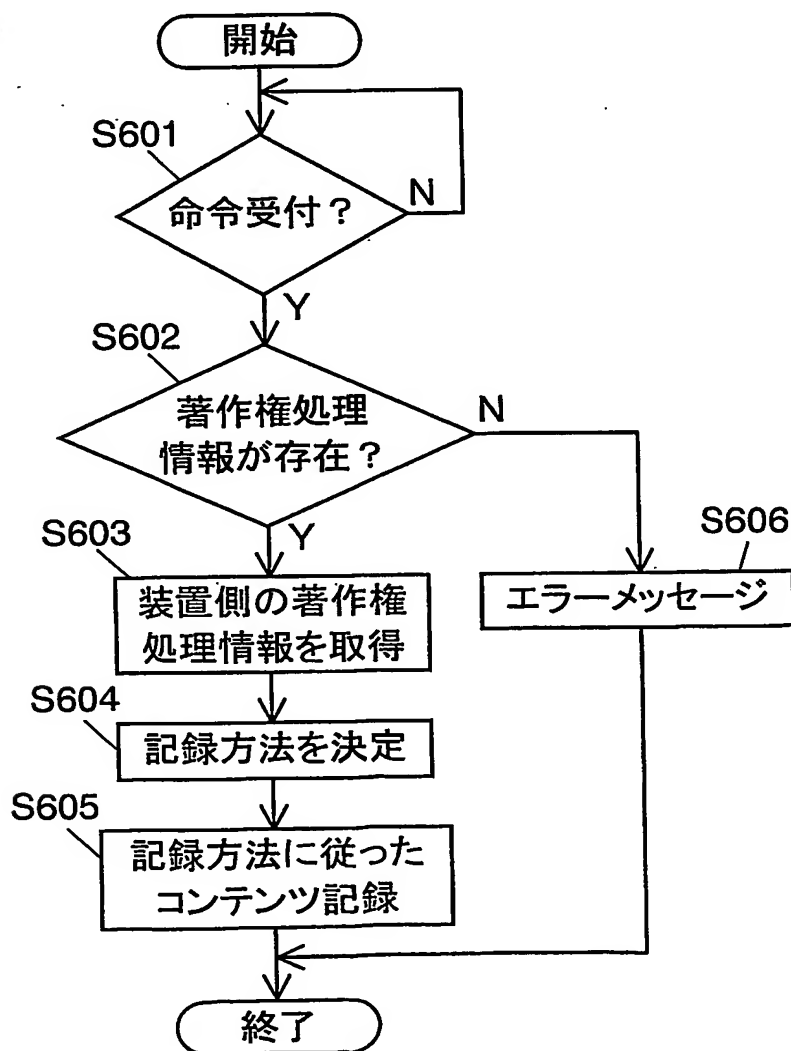 開始
S601
命令受付?
N
Y
S602
著作権処理
情報が存在?
N
Y
S603
装置側の著作権
処理情報を取得
S606
エラーメッセージ
S604
記録方法を決定
S605
記録方法に従った
コンテンツ記録
終了